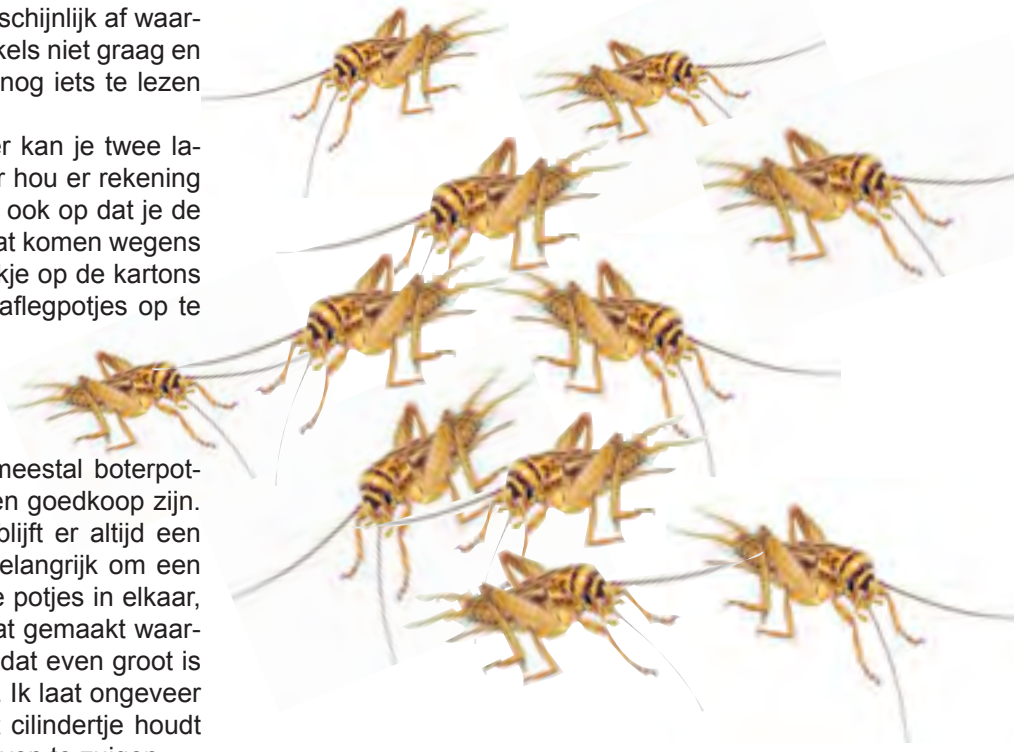 schijnlijk af waar-
kels niet graag en
nog iets te lezen
er kan je twee la-
r hou er rekening
ook op dat je de
at komen wegens
kje op de kartons
aflegpotjes op te
meestal boterpot-
en goedkoop zijn.
blijft er altijd een
elangrijk om een
e potjes in elkaar,
at gemaakt waar-
dat even groot is
. Ik laat ongeveer
t cilindertje houdt